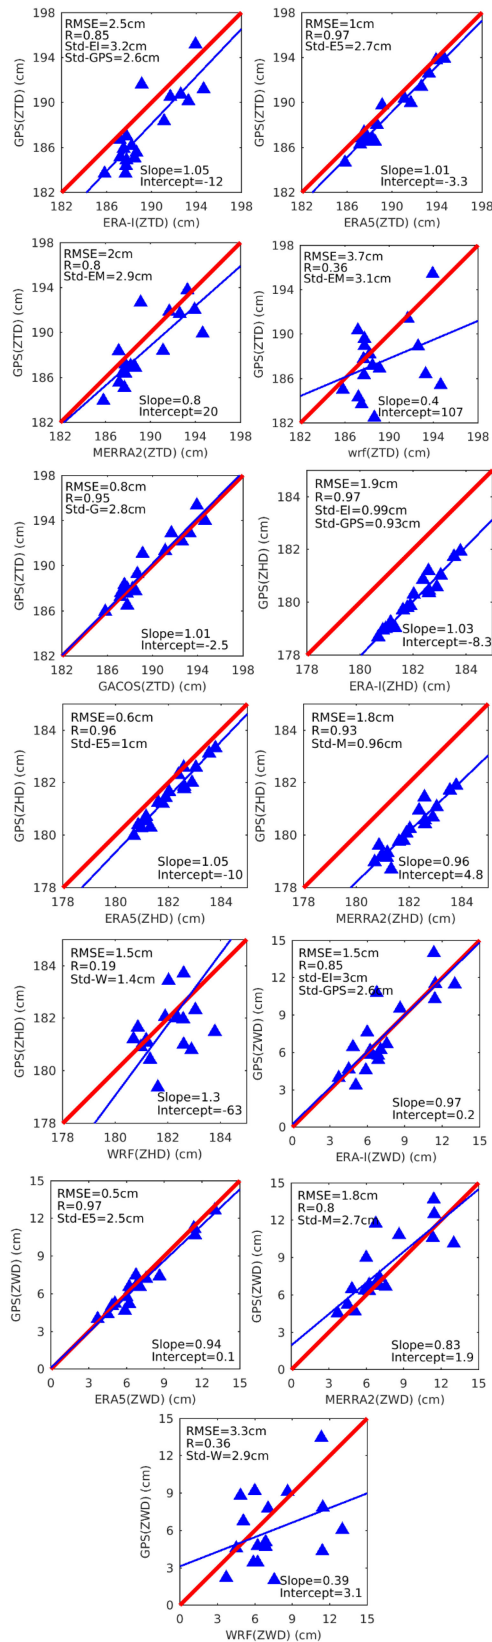 198
194
190
186
182
GPS(ZTD) (cm)
RMSE=2.5cm
R=0.85
Std-EI=3.2cm
Std-GPS=2.6cm
Slope=1.05
Intercept=-12
182 186 190 194 198
ERA-I(ZTD) (cm)
198
194
190
186
182
GPS(ZTD) (cm)
RMSE=1cm
R=0.97
Std-E5=2.7cm
Slope=1.01
Intercept=-3.3
182 186 190 194 198
ERA5(ZTD) (cm)
198
194
190
186
182
GPS(ZTD) (cm)
RMSE=2cm
R=0.8
Std-EM=2.9cm
Slope=0.8
Intercept=20
182 187 191 194 198
MERRA2(ZTD) (cm)
198
194
190
186
182
GPS(ZTD) (cm)
RMSE=3.7cm
R=0.36
Std-EM=3.1cm
Slope=0.4
Intercept=107
182 186 190 194 198
wrf(ZTD) (cm)
198
194
190
186
182
GPS(ZTD) (cm)
RMSE=0.8cm
R=0.95
Std-G=2.8cm
Slope=1.01
Intercept=-2.5
182 186 190 194 198
GACOS(ZTD) (cm)
184
182
180
178
GPS(ZHD) (cm)
RMSE=1.9cm
R=0.97
Std-EI=0.99cm
Std-GPS=0.93cm
Slope=1.03
Intercept=-8.3
178 180 182 184
ERA-I(ZHD) (cm)
184
182
180
178
GPS(ZHD) (cm)
RMSE=0.6cm
R=0.96
Std-E5=1cm
Slope=1.05
Intercept=-10
178 180 182 184
ERA5(ZHD) (cm)
184
182
180
178
GPS(ZHD) (cm)
RMSE=1.8cm
R=0.93
Std-M=0.96cm
Slope=0.96
Intercept=4.8
178 180 182 184
MERRA2(ZHD) (cm)
184
182
180
178
GPS(ZHD) (cm)
RMSE=1.5cm
R=0.19
Std-W=1.4cm
Slope=1.3
Intercept=-63
178 180 182 184
WRF(ZHD) (cm)
15
12
9
6
3
0
GPS(ZWD) (cm)
RMSE=1.5cm
R=0.85
std-EI=3cm
Std-GPS=2.6cm
Slope=0.97
Intercept=0.2
0 3 6 9 12 15
ERA-I(ZWD) (cm)
15
12
9
6
3
0
GPS(ZWD) (cm)
RMSE=0.5cm
R=0.97
Std-E5=2.5cm
Slope=0.94
Intercept=0.1
0 3 6 9 12 15
ERA5(ZWD) (cm)
15
12
9
6
3
0
GPS(ZWD) (cm)
RMSE=1.8cm
R=0.8
Std-M=2.7cm
Slope=0.83
Intercept=1.9
0 3 6 9 12 15
MERRA2(ZWD) (cm)
15
12
9
6
3
0
GPS(ZWD) (cm)
RMSE=3.3cm
R=0.36
Std-W=2.9cm
Slope=0.39
Intercept=3.1
0 3 6 9 12 15
WRF(ZWD) (cm)